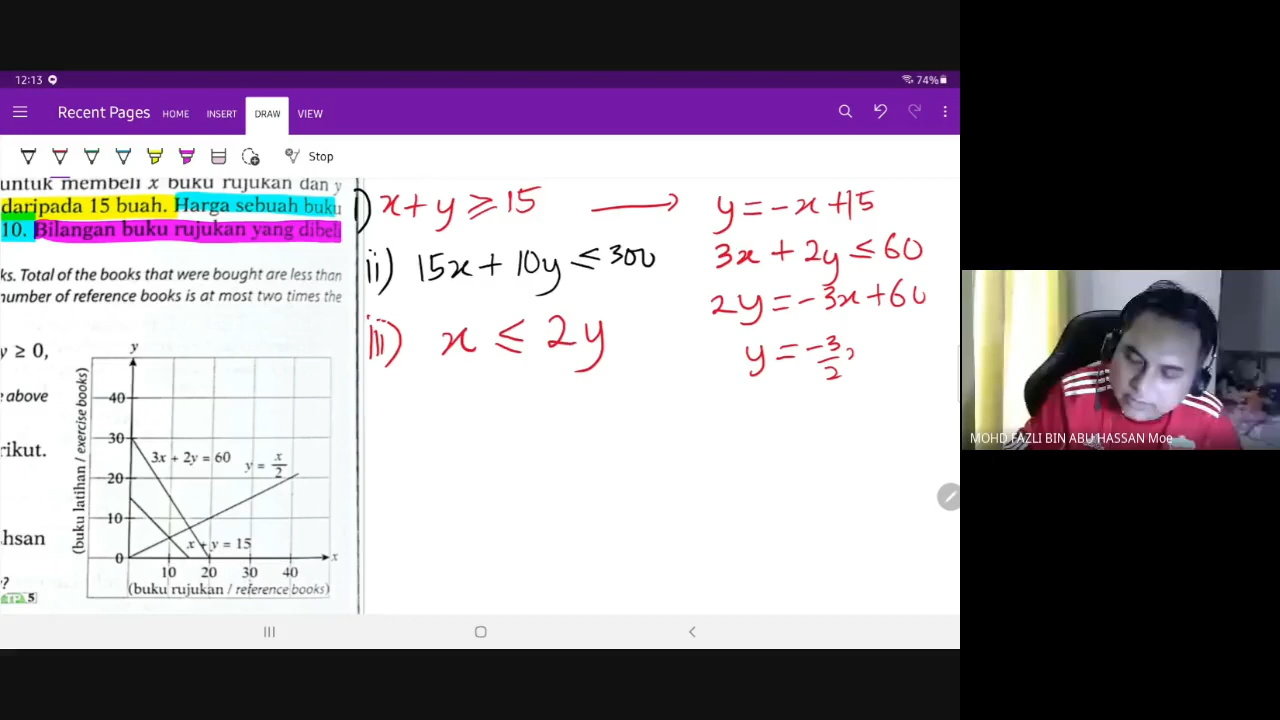 12:13
74%
Recent Pages HOME INSERT DRAW VIEW
Stop
untuk membeli x buku rujukan dan y
daripada 15 buah. Harga sebuah buku
10. Bilangan buku rujukan yang dibeli
ks. Total of the books that were bought are less than
number of reference books is at most two times the
y ≥ 0,
above
rikut.
hsan
?
TP 5
y
40
30
20
10
0
3x + 2y = 60
y = x/2
x + y = 15
x
10 20 30 40
(buku latihan / exercise books)
(buku rujukan / reference books)
i) x + y ≥ 15 → y = -x + 15
ii) 15x + 10y ≤ 300
3x + 2y ≤ 60
2y = -3x + 60
iii) x ≤ 2y
y = -3/2
MOHD FAZLI BIN ABU HASSAN Moe